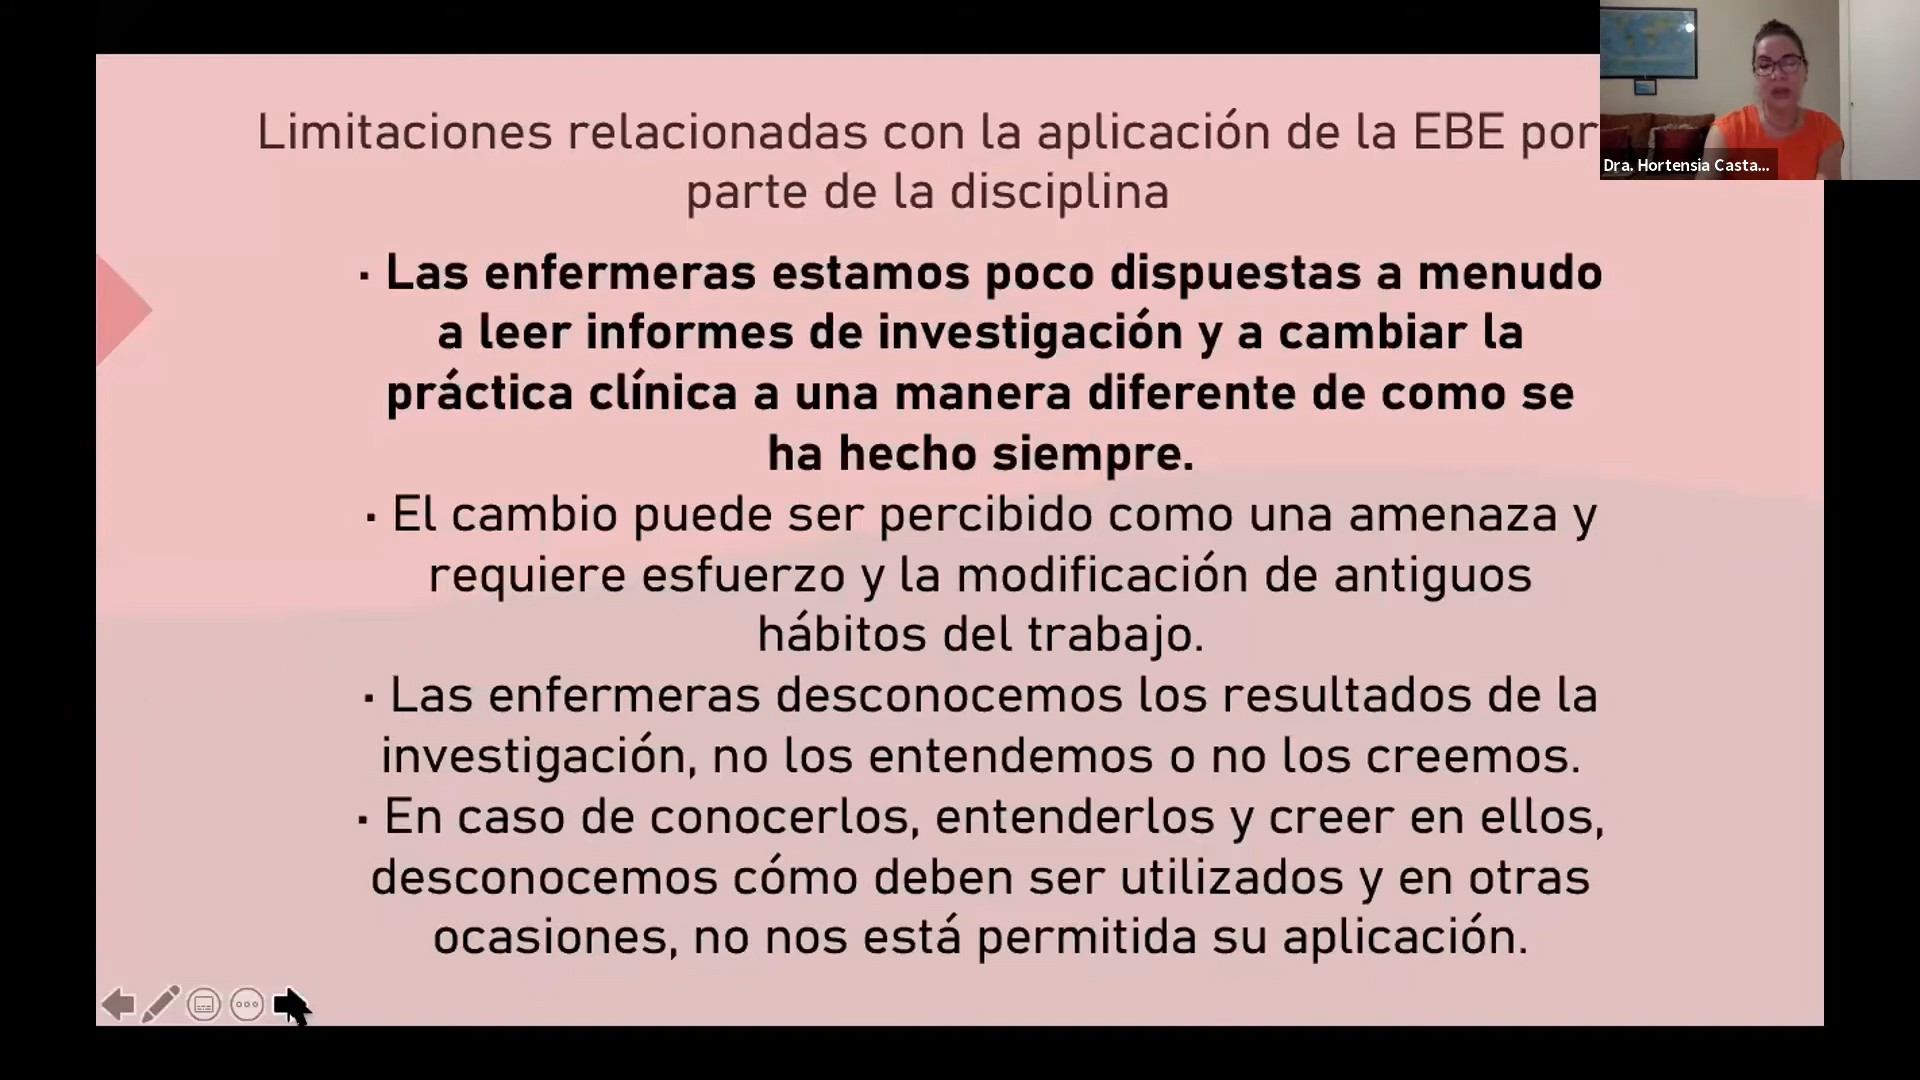 Limitaciones relacionadas con la aplicación de la EBE por
parte de la disciplina
Dra. Hortensia Casta...
· Las enfermeras estamos poco dispuestas a menudo
a leer informes de investigación y a cambiar la
práctica clínica a una manera diferente de como se
ha hecho siempre.
· El cambio puede ser percibido como una amenaza y
requiere esfuerzo y la modificación de antiguos
hábitos del trabajo.
· Las enfermeras desconocemos los resultados de la
investigación, no los entendemos o no los creemos.
· En caso de conocerlos, entenderlos y creer en ellos,
desconocemos cómo deben ser utilizados y en otras
ocasiones, no nos está permitida su aplicación.